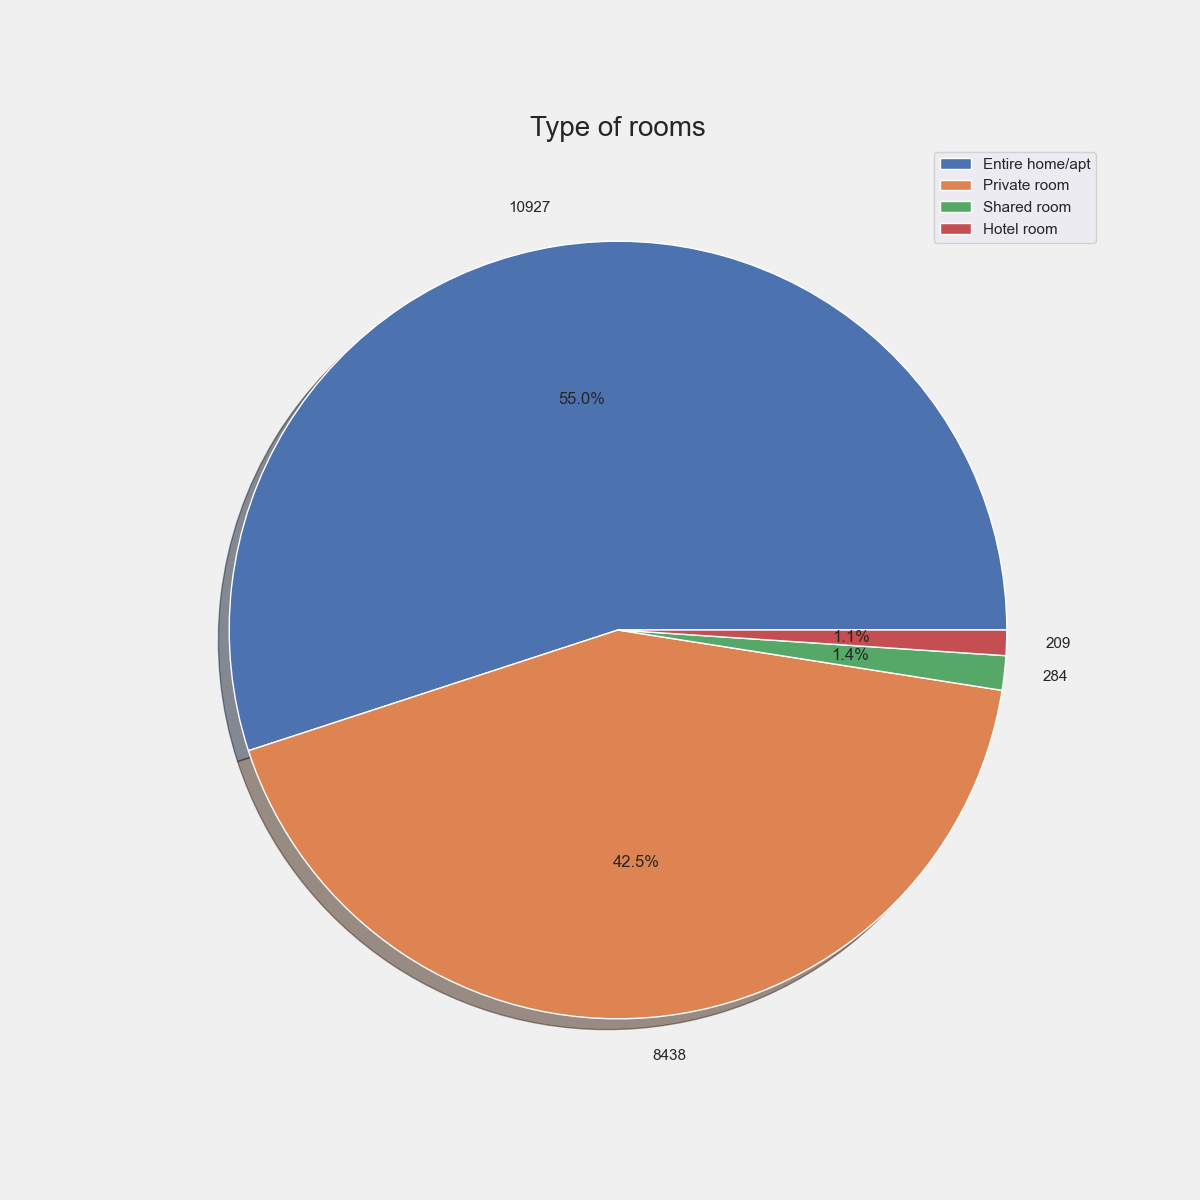 Type of rooms
Entire home/apt
Private room
Shared room
Hotel room
10927
55.0%
1.1%
209
1.4%
284
42.5%
8438